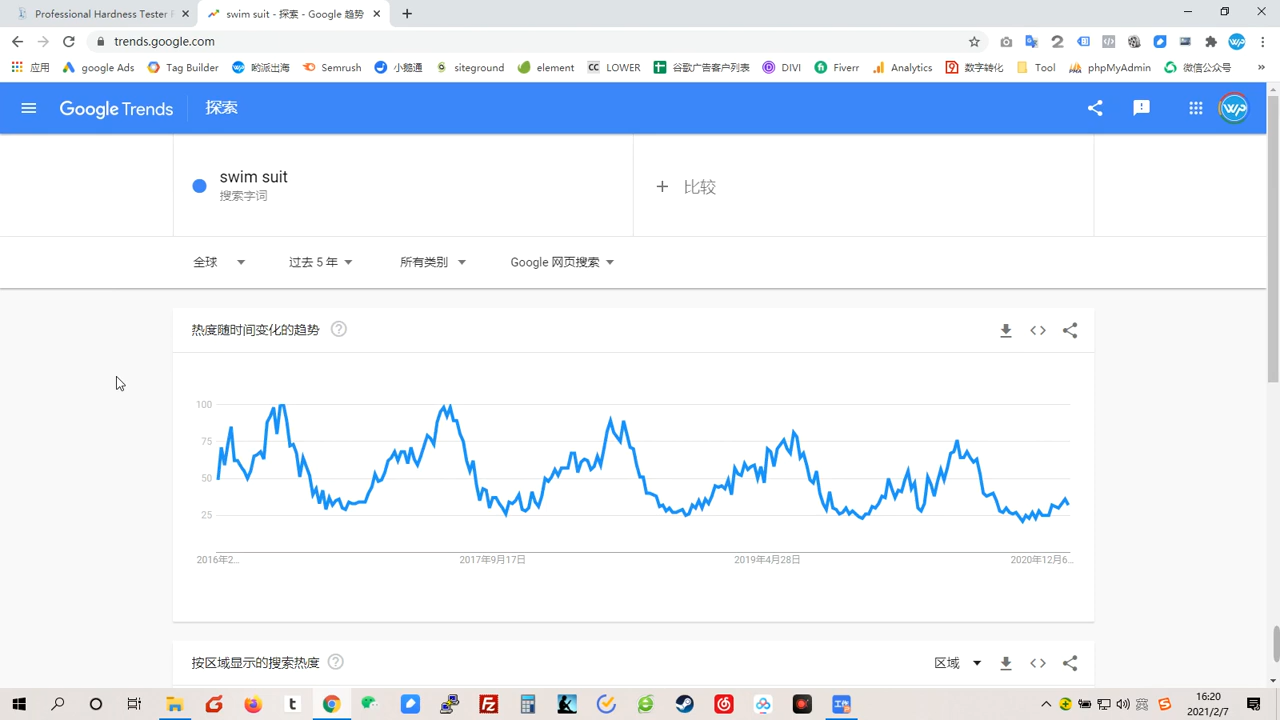 Professional Hardness Tester
swim suit - 探索 - Google 趋势
trends.google.com
应用 google Ads Tag Builder 哟派出海 Semrush siteground element CC LOWER 谷歌广告客户列表 DIVI Fiverr Analytics 数字转化 Tool phpMyAdmin 微信公众号 »
Google Trends 探索
swim suit
搜索字词
+ 比较
全球 过去 5 年 所有类别 Google 网页搜索
热度随时间变化的趋势
100
75
50
25
2016年2... 2017年9月17日 2019年4月28日 2020年12月6...
按区域显示的搜索热度 区域
16:20
2021/2/7